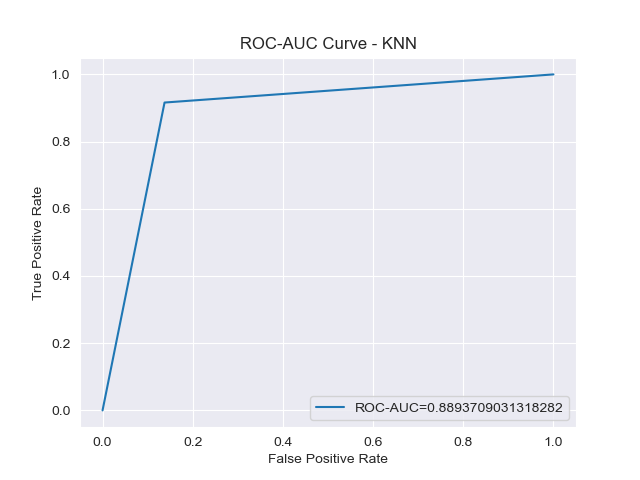 ROC-AUC Curve - KNN
1.0
0.8
0.6
0.4
0.2
0.0
True Positive Rate
ROC-AUC=0.8893709031318282
0.0 0.2 0.4 0.6 0.8 1.0
False Positive Rate